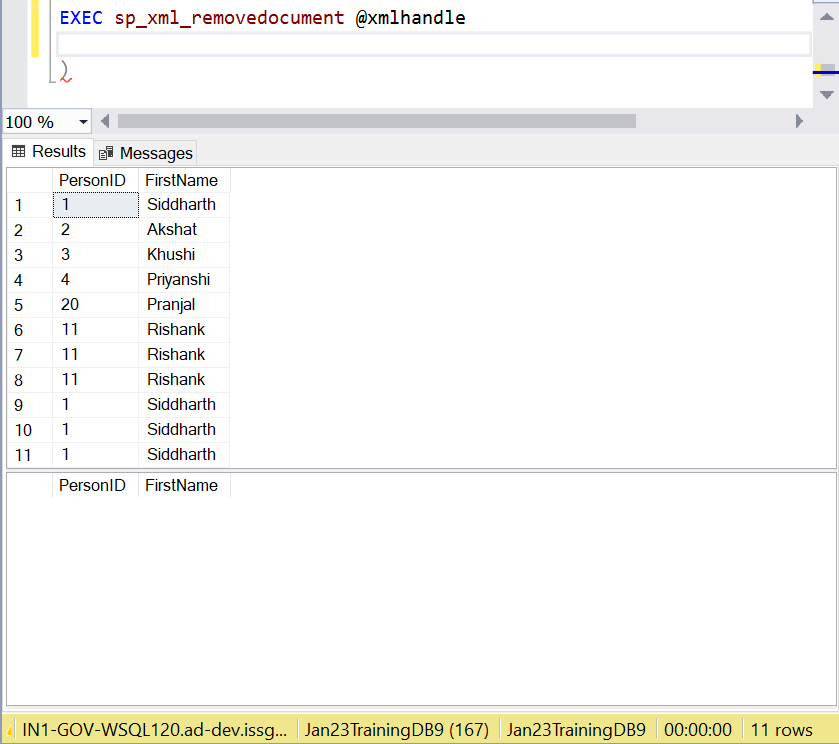 EXEC sp_xml_removedocument @xmlhandle
)
100 %
Results Messages
PersonID FirstName
1 1 Siddharth
2 2 Akshat
3 3 Khushi
4 4 Priyanshi
5 20 Pranjal
6 11 Rishank
7 11 Rishank
8 11 Rishank
9 1 Siddharth
10 1 Siddharth
11 1 Siddharth
PersonID FirstName
IN1-GOV-WSQL120.ad-dev.issg... Jan23TrainingDB9 (167) Jan23TrainingDB9 00:00:00 11 rows